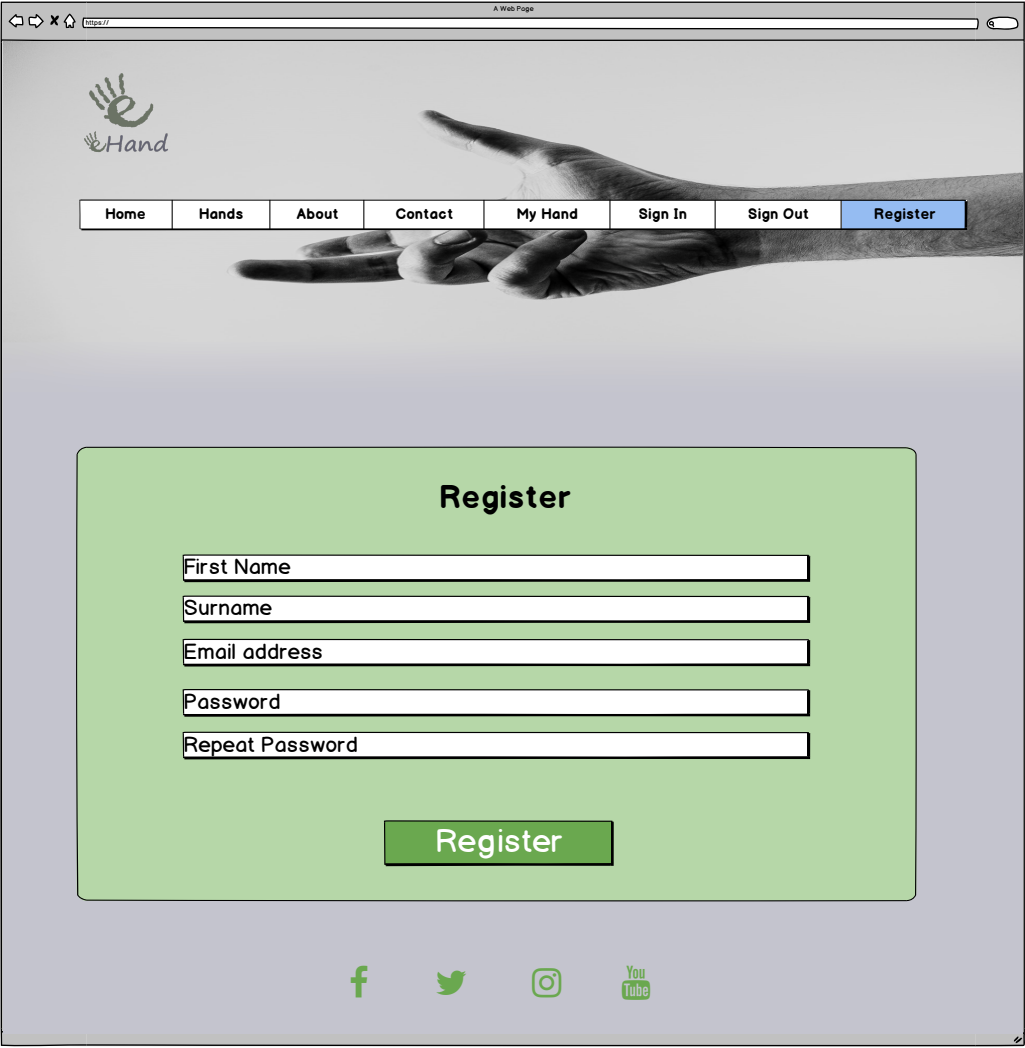 A Web Page
https://
e
eHand
Home Hands About Contact My Hand Sign In Sign Out Register
Register
First Name
Surname
Email address
Password
Repeat Password
Register
You
Tube